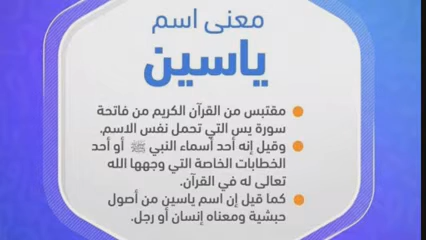 معنى اسم
ياسين
مقتبس من القرآن الكريم من فاتحة
سورة يس التي تحمل نفس الاسم.
وقيل إنه أحد أسماء النبي ﷺ أو أحد
الخطابات الخاصة التي وجهها الله
تعالى له في القرآن.
كما قيل إن اسم ياسين من أصول
حبشية ومعناه إنسان أو رجل.